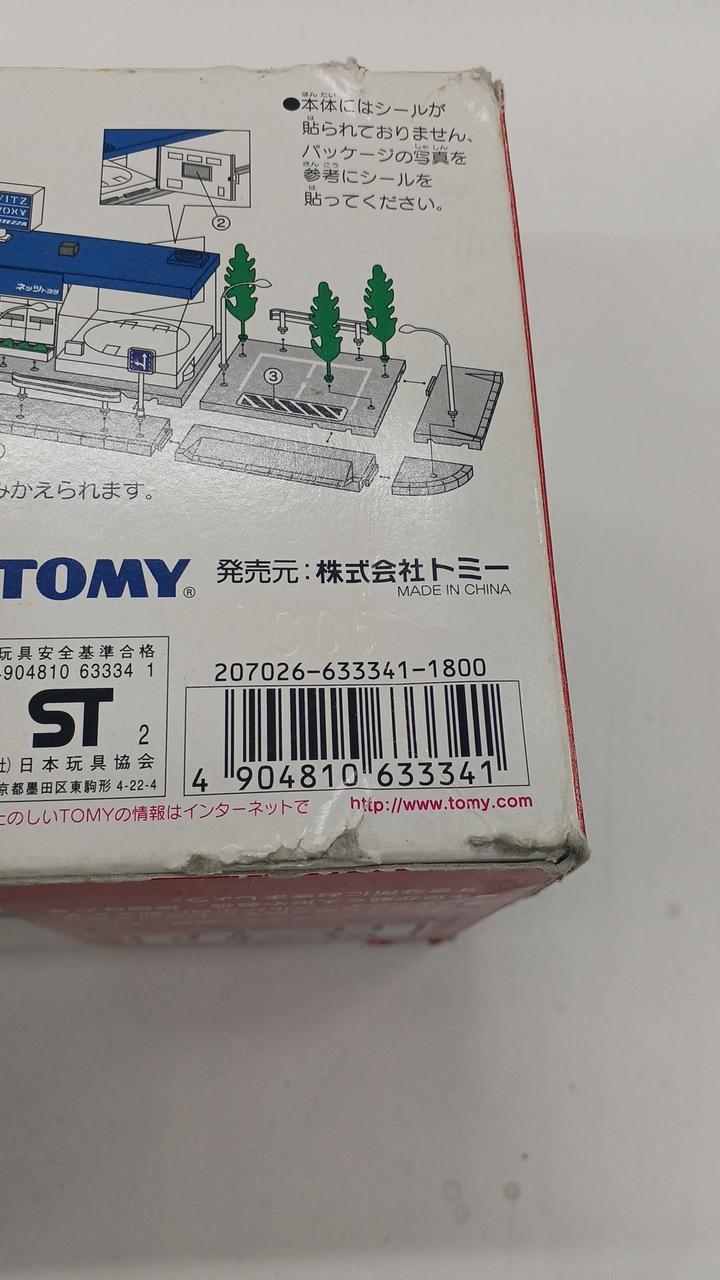 ●本体にはシールが
貼られておりません、
パッケージの写真を
参考にシールを
貼ってください。
②
VITZ
ネッツトヨタ
③
みかえられます。
TOMY®
発売元：株式会社トミー
MADE IN CHINA
C05
玩具安全基準合格
904810 63334 1
ST 2
日本玩具協会
京都墨田区東駒形 4-22-4
207026-633341-1800
4 904810 633341
たのしいTOMYの情報はインターネットで http://www.tomy.com